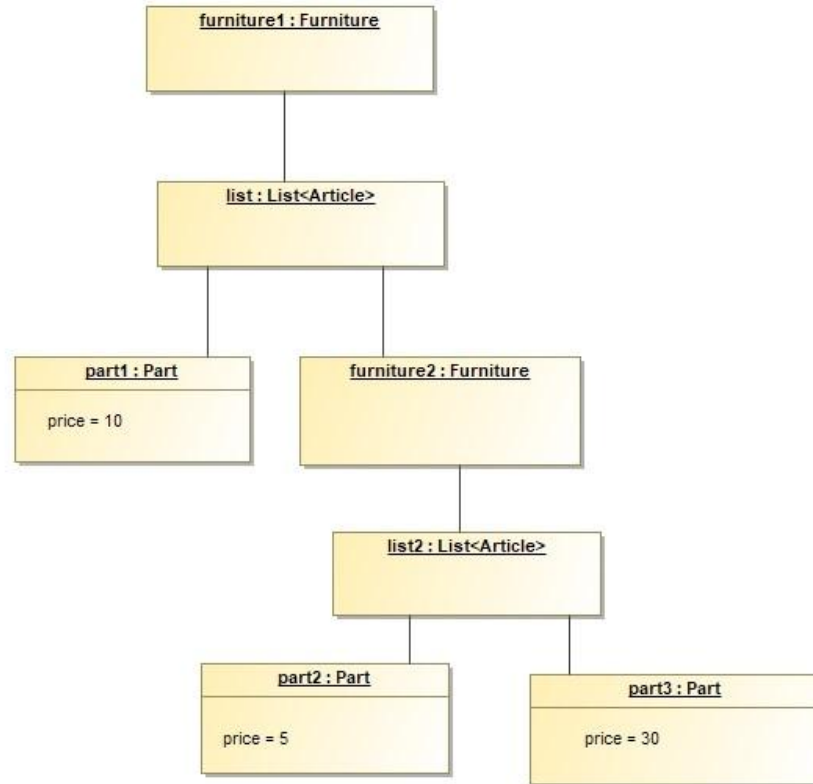 furniture1 : Furniture
list : List<Article>
part1 : Part
price = 10
furniture2 : Furniture
list2 : List<Article>
part2 : Part
price = 5
part3 : Part
price = 30